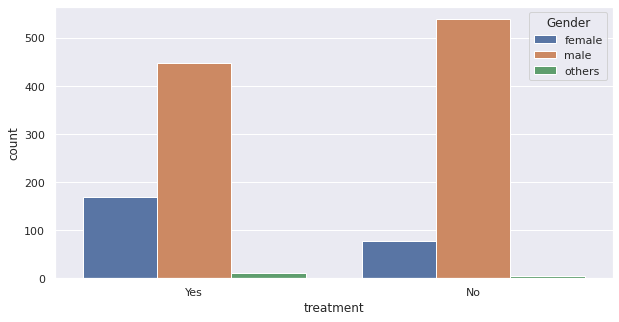 Gender
female
male
others
count
500
400
300
200
100
0
Yes
No
treatment